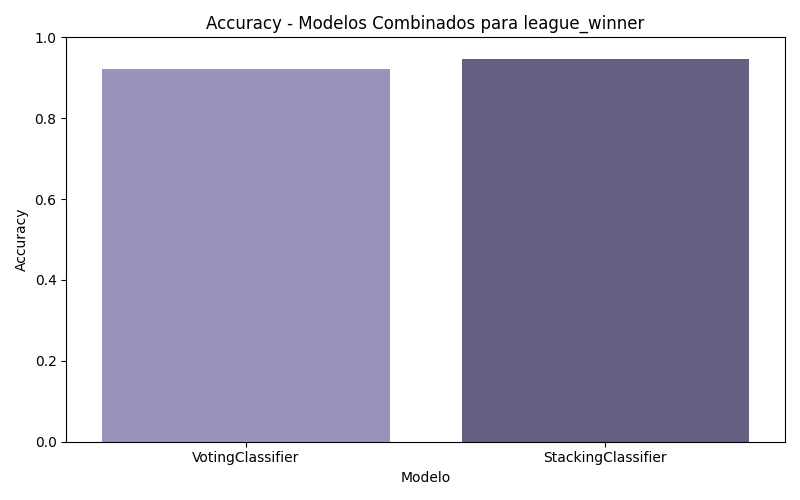 Accuracy - Modelos Combinados para league_winner
1.0
0.8
0.6
0.4
0.2
0.0
Accuracy
VotingClassifier
StackingClassifier
Modelo